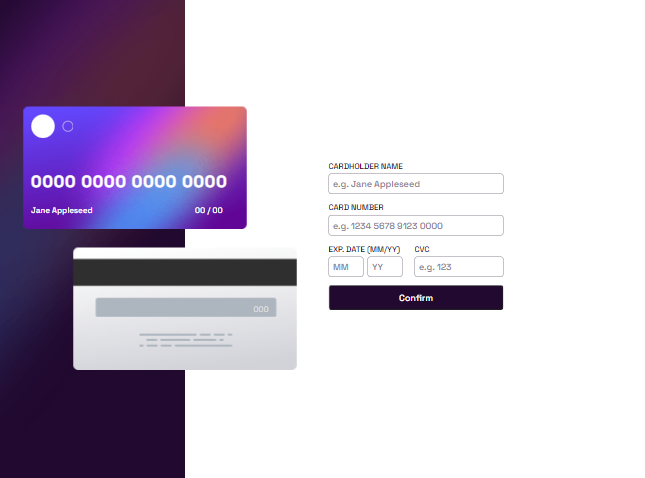 0000 0000 0000 0000
Jane Appleseed
00 / 00
000
CARDHOLDER NAME
e.g. Jane Appleseed
CARD NUMBER
e.g. 1234 5678 9123 0000
EXP. DATE (MM/YY)
CVC
MM
YY
e.g. 123
Confirm